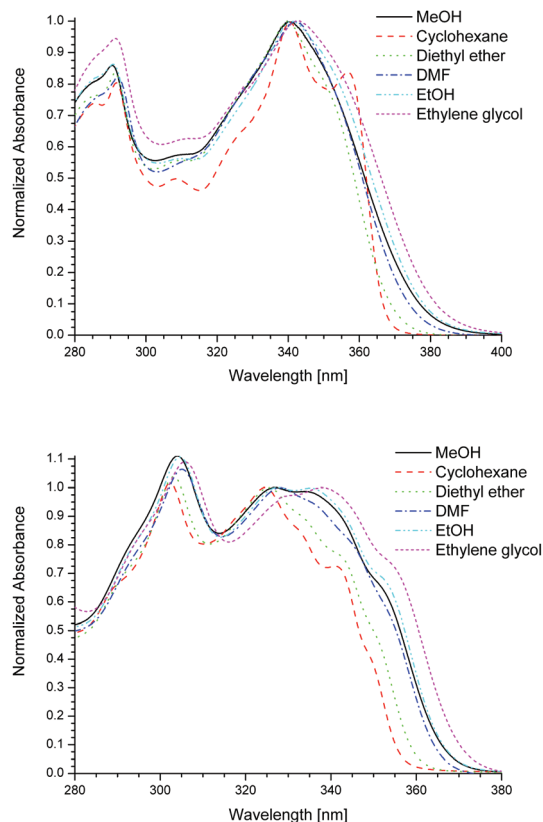 MeOH
Cyclohexane
Diethyl ether
DMF
EtOH
Ethylene glycol
Normalized Absorbance
1.0
0.9
0.8
0.7
0.6
0.5
0.4
0.3
0.2
0.1
0.0
280 300 320 340 360 380 400
Wavelength [nm]
MeOH
Cyclohexane
Diethyl ether
DMF
EtOH
Ethylene glycol
Normalized Absorbance
1.1
1.0
0.9
0.8
0.7
0.6
0.5
0.4
0.3
0.2
0.1
0.0
280 300 320 340 360 380
Wavelength [nm]